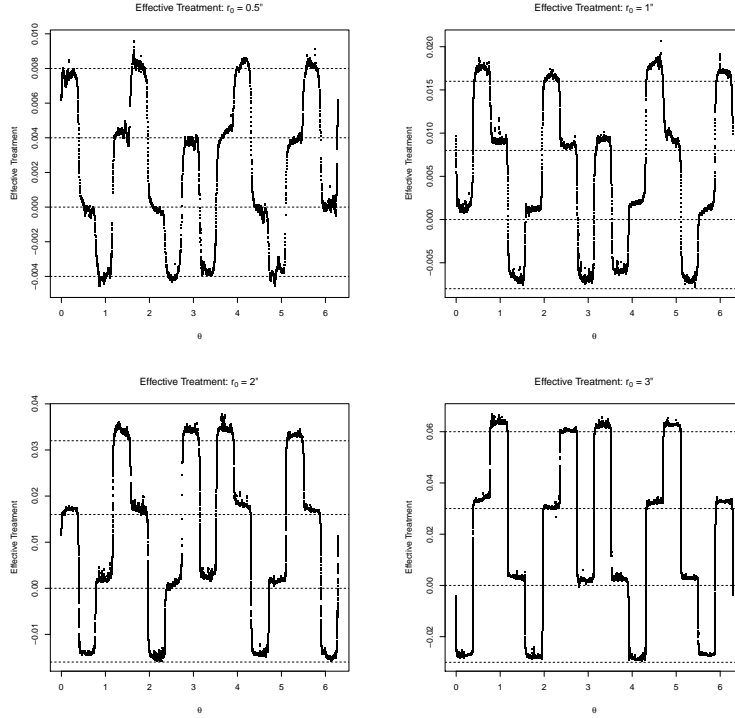 Effective Treatment: r0 = 0.5"
Effective Treatment
0.010
0.008
0.006
0.004
0.002
0.000
−0.002
−0.004
0 1 2 3 4 5 6
θ
Effective Treatment: r0 = 1"
Effective Treatment
0.020
0.015
0.010
0.005
0.000
−0.005
0 1 2 3 4 5 6
θ
Effective Treatment: r0 = 2"
Effective Treatment
0.04
0.03
0.02
0.01
0.00
−0.01
0 1 2 3 4 5 6
θ
Effective Treatment: r0 = 3"
Effective Treatment
0.06
0.04
0.02
0.00
−0.02
0 1 2 3 4 5 6
θ